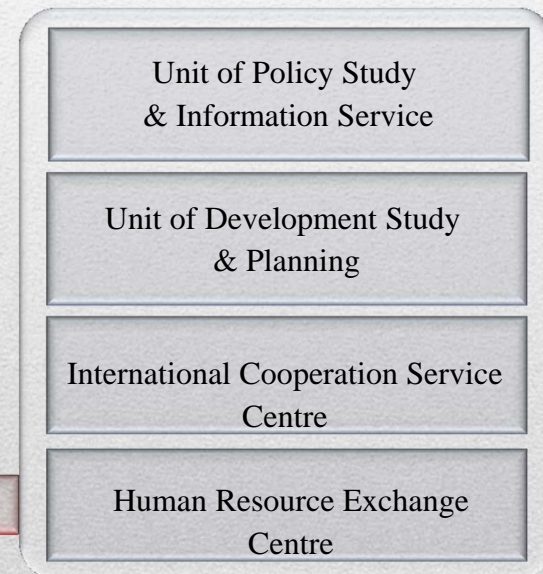 Unit of Policy Study
& Information Service
Unit of Development Study
& Planning
International Cooperation Service
Centre
Human Resource Exchange
Centre